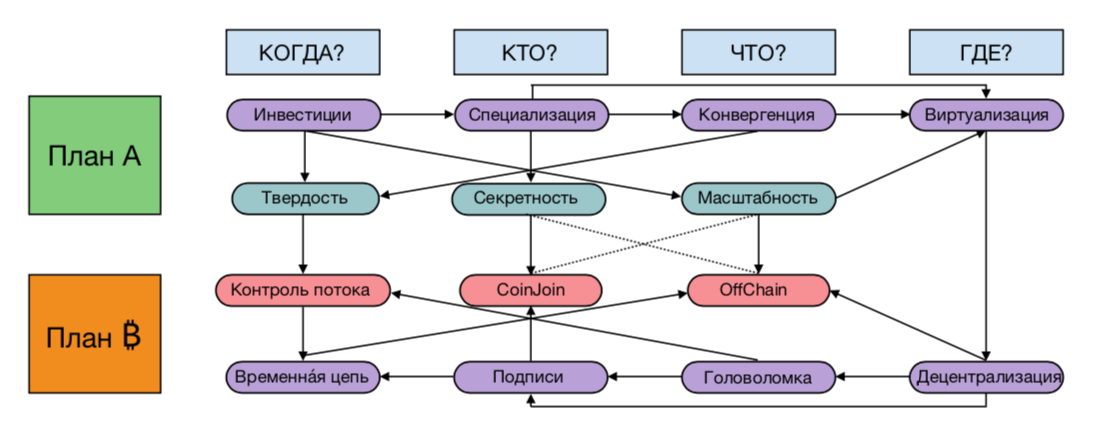 КОГДА?
КТО?
ЧТО?
ГДЕ?
План А
Инвестиции
Специализация
Конвергенция
Виртуализация
Твердость
Секретность
Масштабность
План ₿
Контроль потока
CoinJoin
OffChain
Временна́я цепь
Подписи
Головоломка
Децентрализация